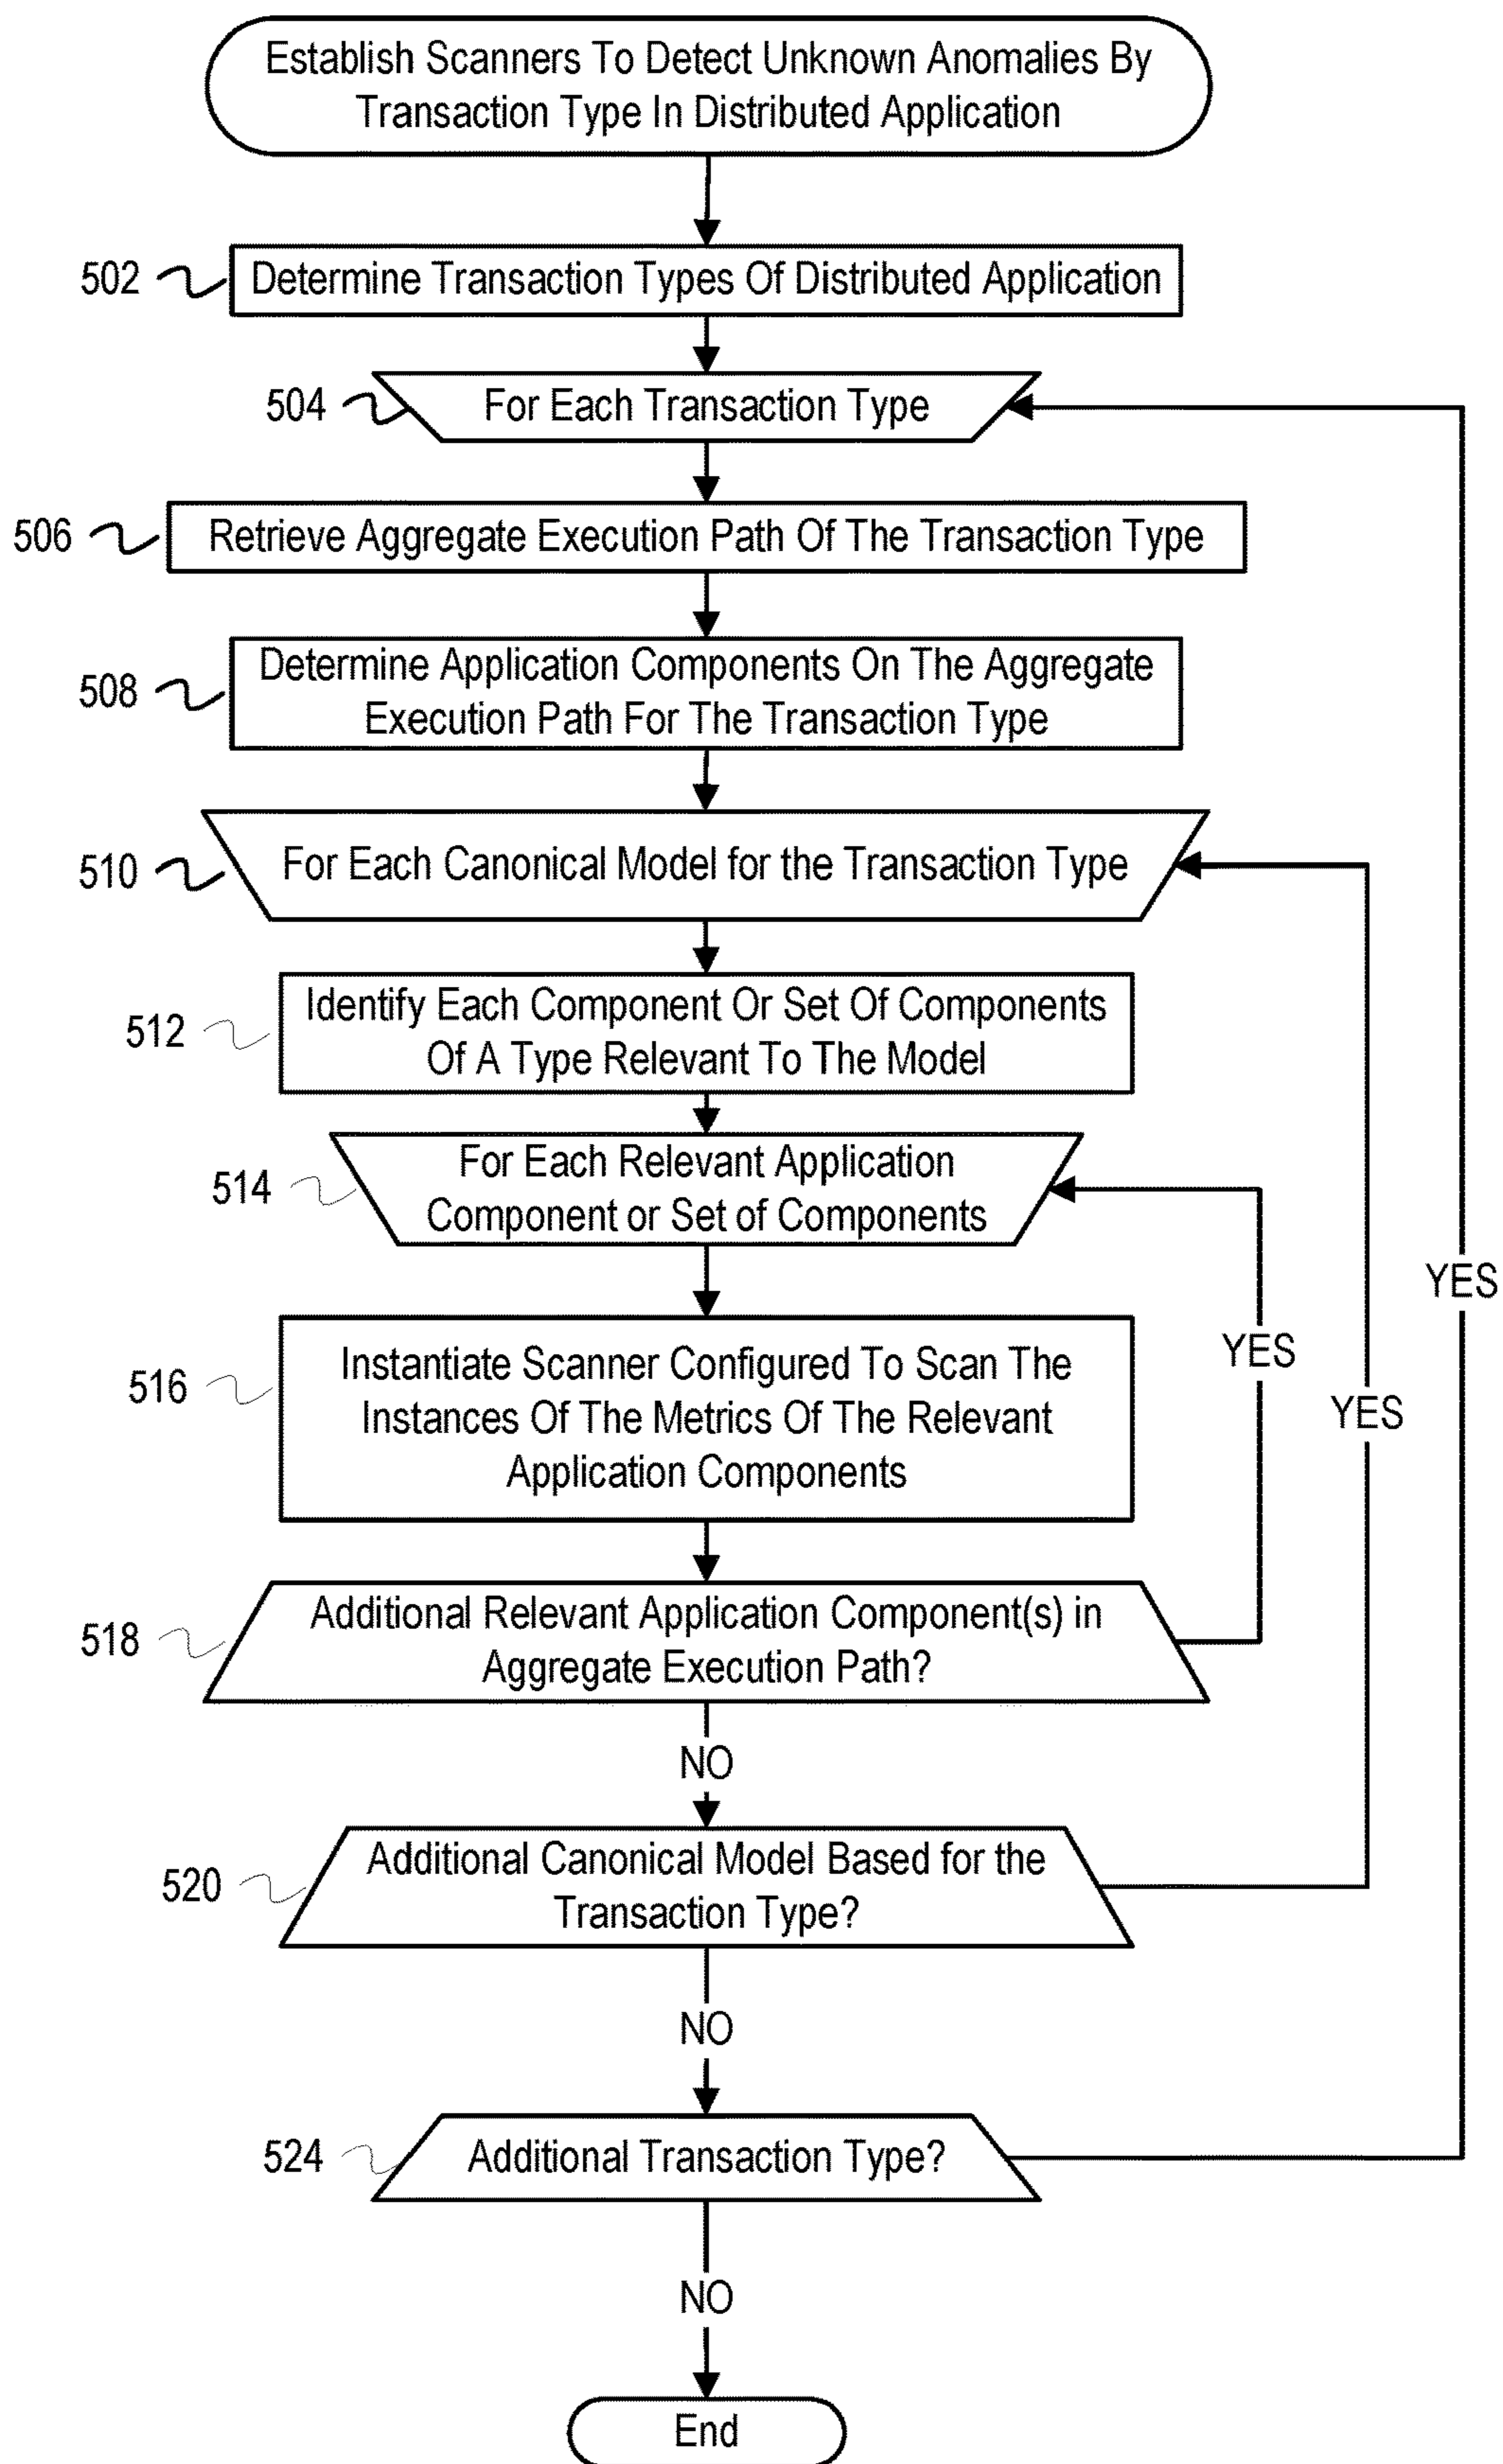 Establish Scanners To Detect Unknown Anomalies By
Transaction Type In Distributed Application
502
Determine Transaction Types Of Distributed Application
504
For Each Transaction Type
506
Retrieve Aggregate Execution Path Of The Transaction Type
508
Determine Application Components On The Aggregate
Execution Path For The Transaction Type
510
For Each Canonical Model for the Transaction Type
512
Identify Each Component Or Set Of Components
Of A Type Relevant To The Model
514
For Each Relevant Application
Component or Set of Components
YES
516
Instantiate Scanner Configured To Scan The
Instances Of The Metrics Of The Relevant
Application Components
YES
YES
518
Additional Relevant Application Component(s) in
Aggregate Execution Path?
NO
520
Additional Canonical Model Based for the
Transaction Type?
NO
524
Additional Transaction Type?
NO
End